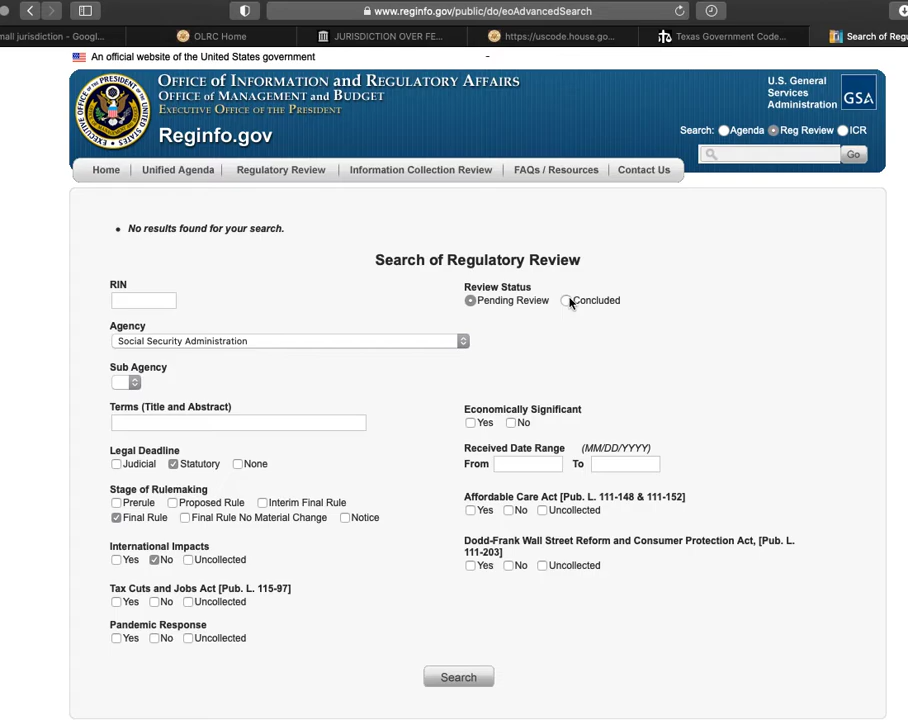 www.reginfo.gov/public/do/eoAdvancedSearch
mall jurisdiction - Googl...
OLRC Home
JURISDICTION OVER FE...
https://uscode.house.go...
Texas Government Code...
Search of Regu
An official website of the United States government
OFFICE OF INFORMATION AND REGULATORY AFFAIRS
OFFICE OF MANAGEMENT AND BUDGET
EXECUTIVE OFFICE OF THE PRESIDENT
Reginfo.gov
U.S. General
Services
Administration
GSA
Search: Agenda Reg Review ICR
Go
Home Unified Agenda Regulatory Review Information Collection Review FAQs / Resources Contact Us
No results found for your search.
Search of Regulatory Review
RIN
Review Status
Pending Review Concluded
Agency
Social Security Administration
Sub Agency
Terms (Title and Abstract)
Economically Significant
Yes No
Legal Deadline
Judicial Statutory None
Received Date Range (MM/DD/YYYY)
From To
Stage of Rulemaking
Prerule Proposed Rule Interim Final Rule
Final Rule Final Rule No Material Change Notice
Affordable Care Act [Pub. L. 111-148 & 111-152]
Yes No Uncollected
International Impacts
Yes No Uncollected
Dodd-Frank Wall Street Reform and Consumer Protection Act, [Pub. L.
111-203]
Yes No Uncollected
Tax Cuts and Jobs Act [Pub. L. 115-97]
Yes No Uncollected
Pandemic Response
Yes No Uncollected
Search